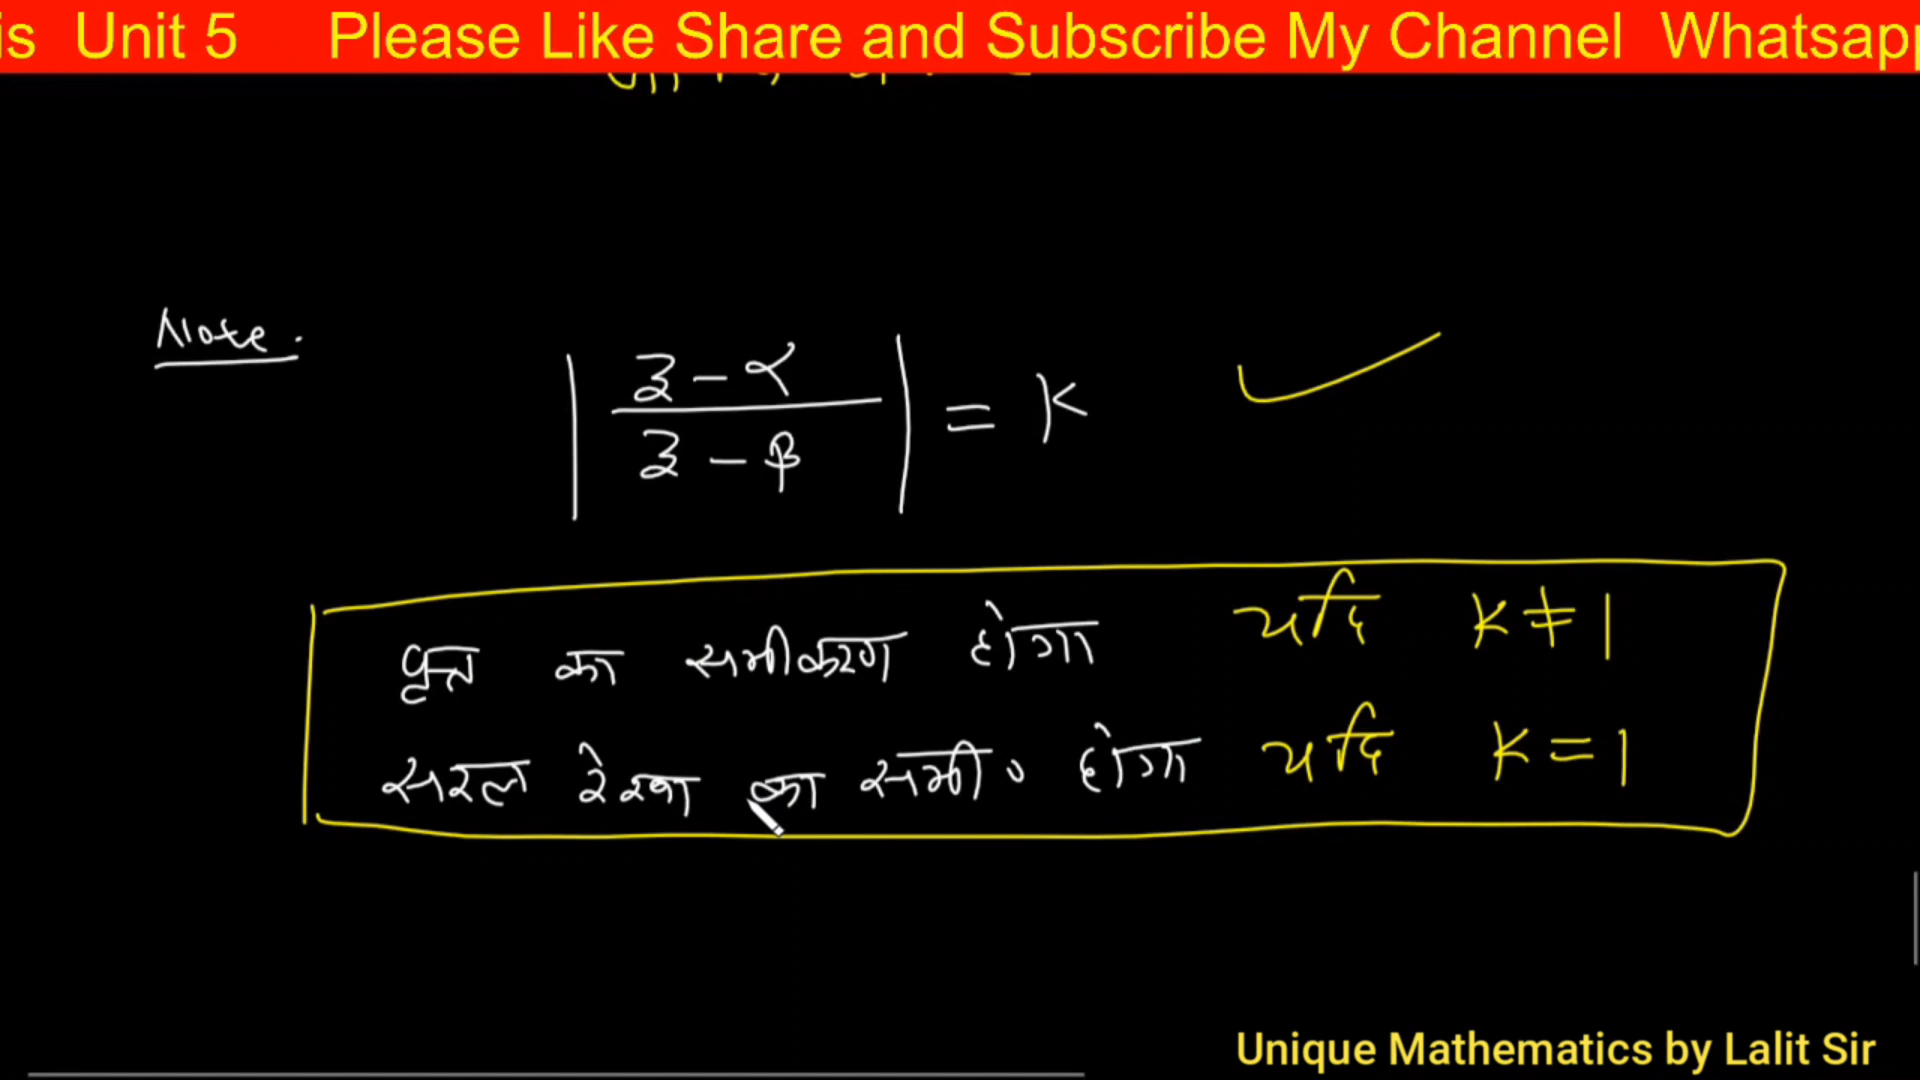 is Unit 5 Please Like Share and Subscribe My Channel Whatsapp
Note.
| z - α / z - β | = K
वृत्त का समीकरण होगा यदि K ≠ 1
सरल रेखा का समी० होगा यदि K = 1
Unique Mathematics by Lalit Sir